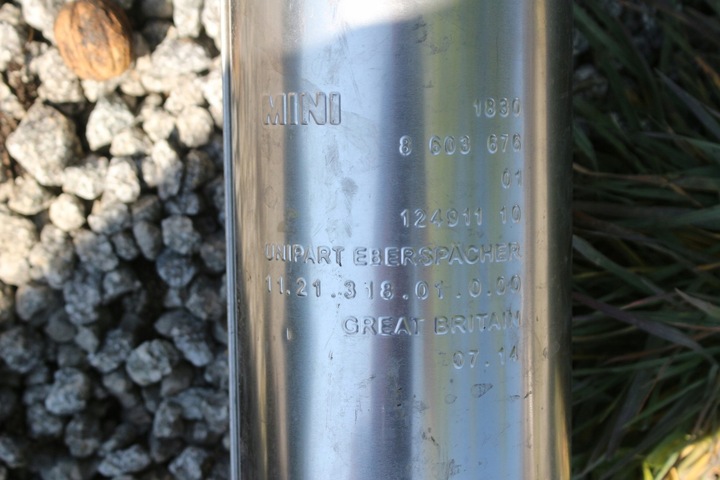 MINI 1830
8 603 676
01
124911 10
UNIPART EBERSPÄCHER
11.21.318.01.0.00
GREAT BRITAIN
07.14